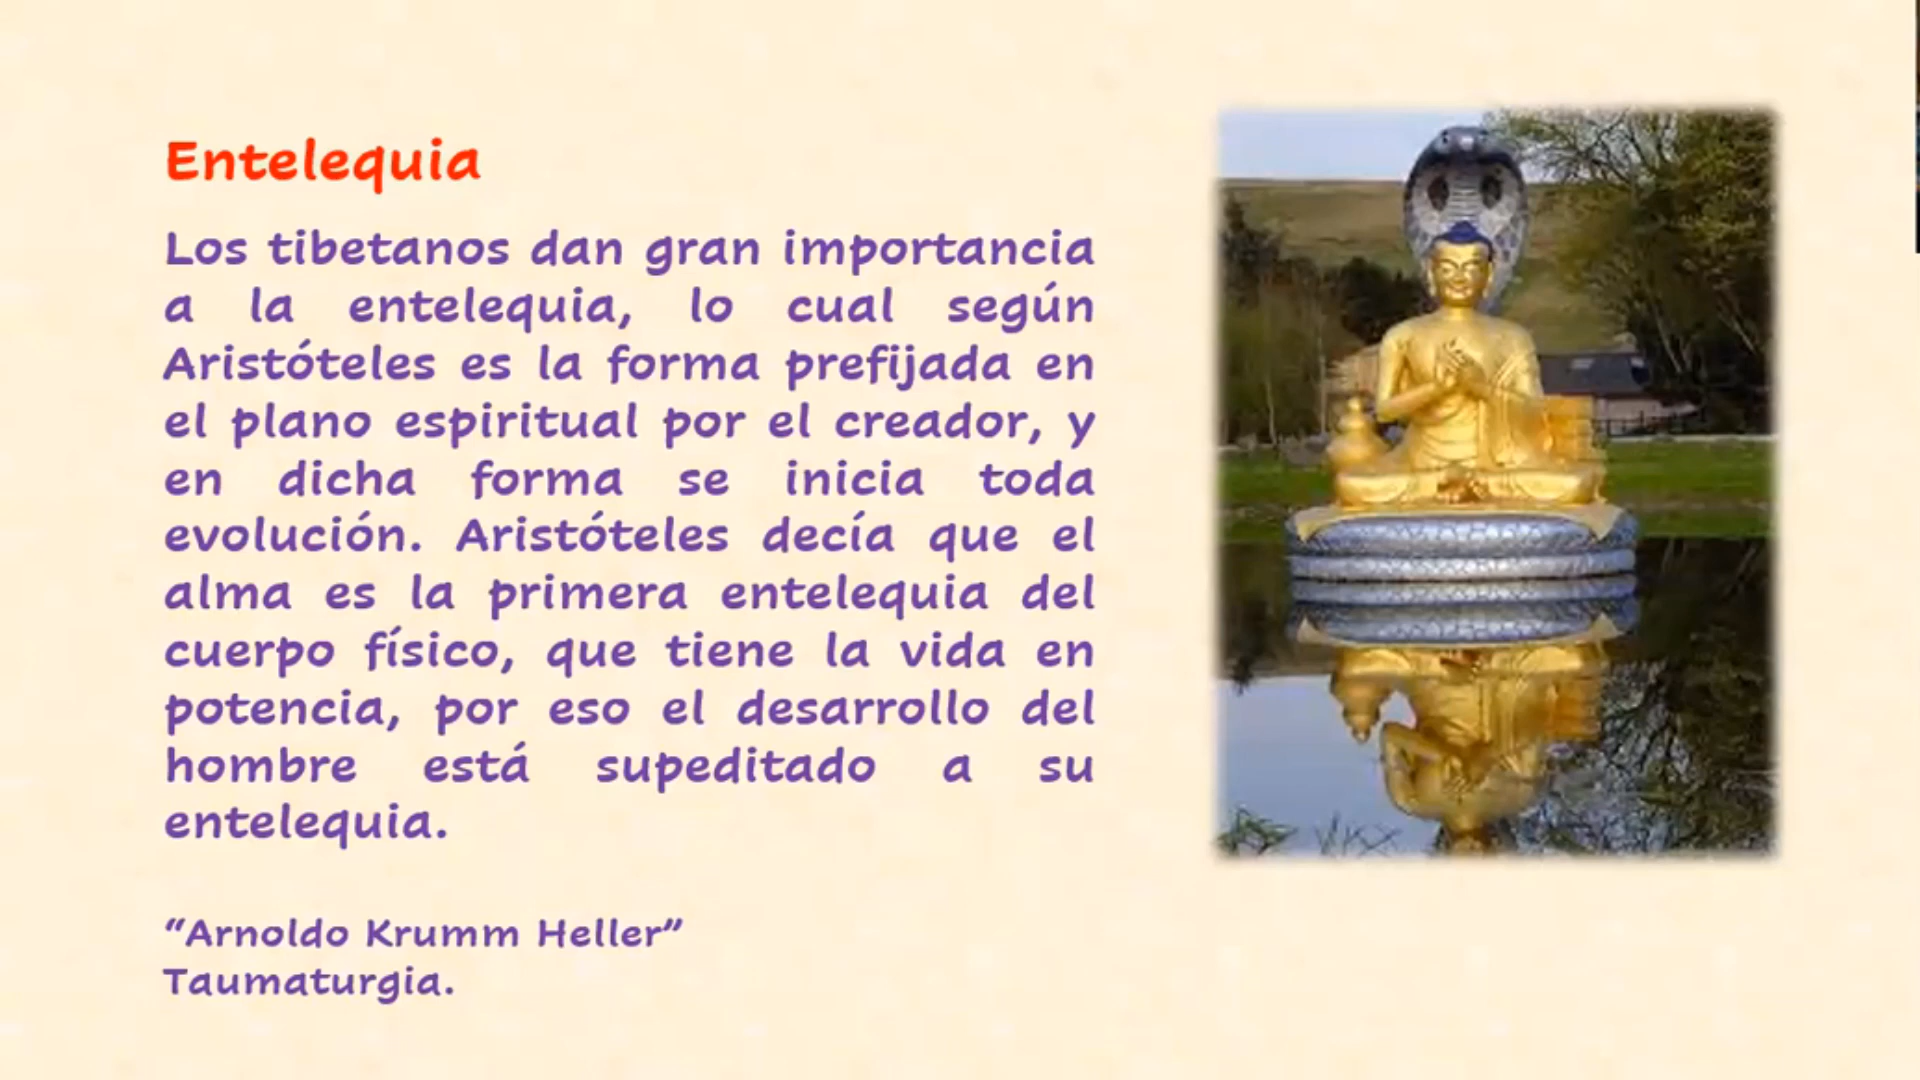 Entelequia
Los tibetanos dan gran importancia
a la entelequia, lo cual según
Aristóteles es la forma prefijada en
el plano espiritual por el creador, y
en dicha forma se inicia toda
evolución. Aristóteles decía que el
alma es la primera entelequia del
cuerpo físico, que tiene la vida en
potencia, por eso el desarrollo del
hombre está supeditado a su
entelequia.
“Arnoldo Krumm Heller”
Taumaturgia.